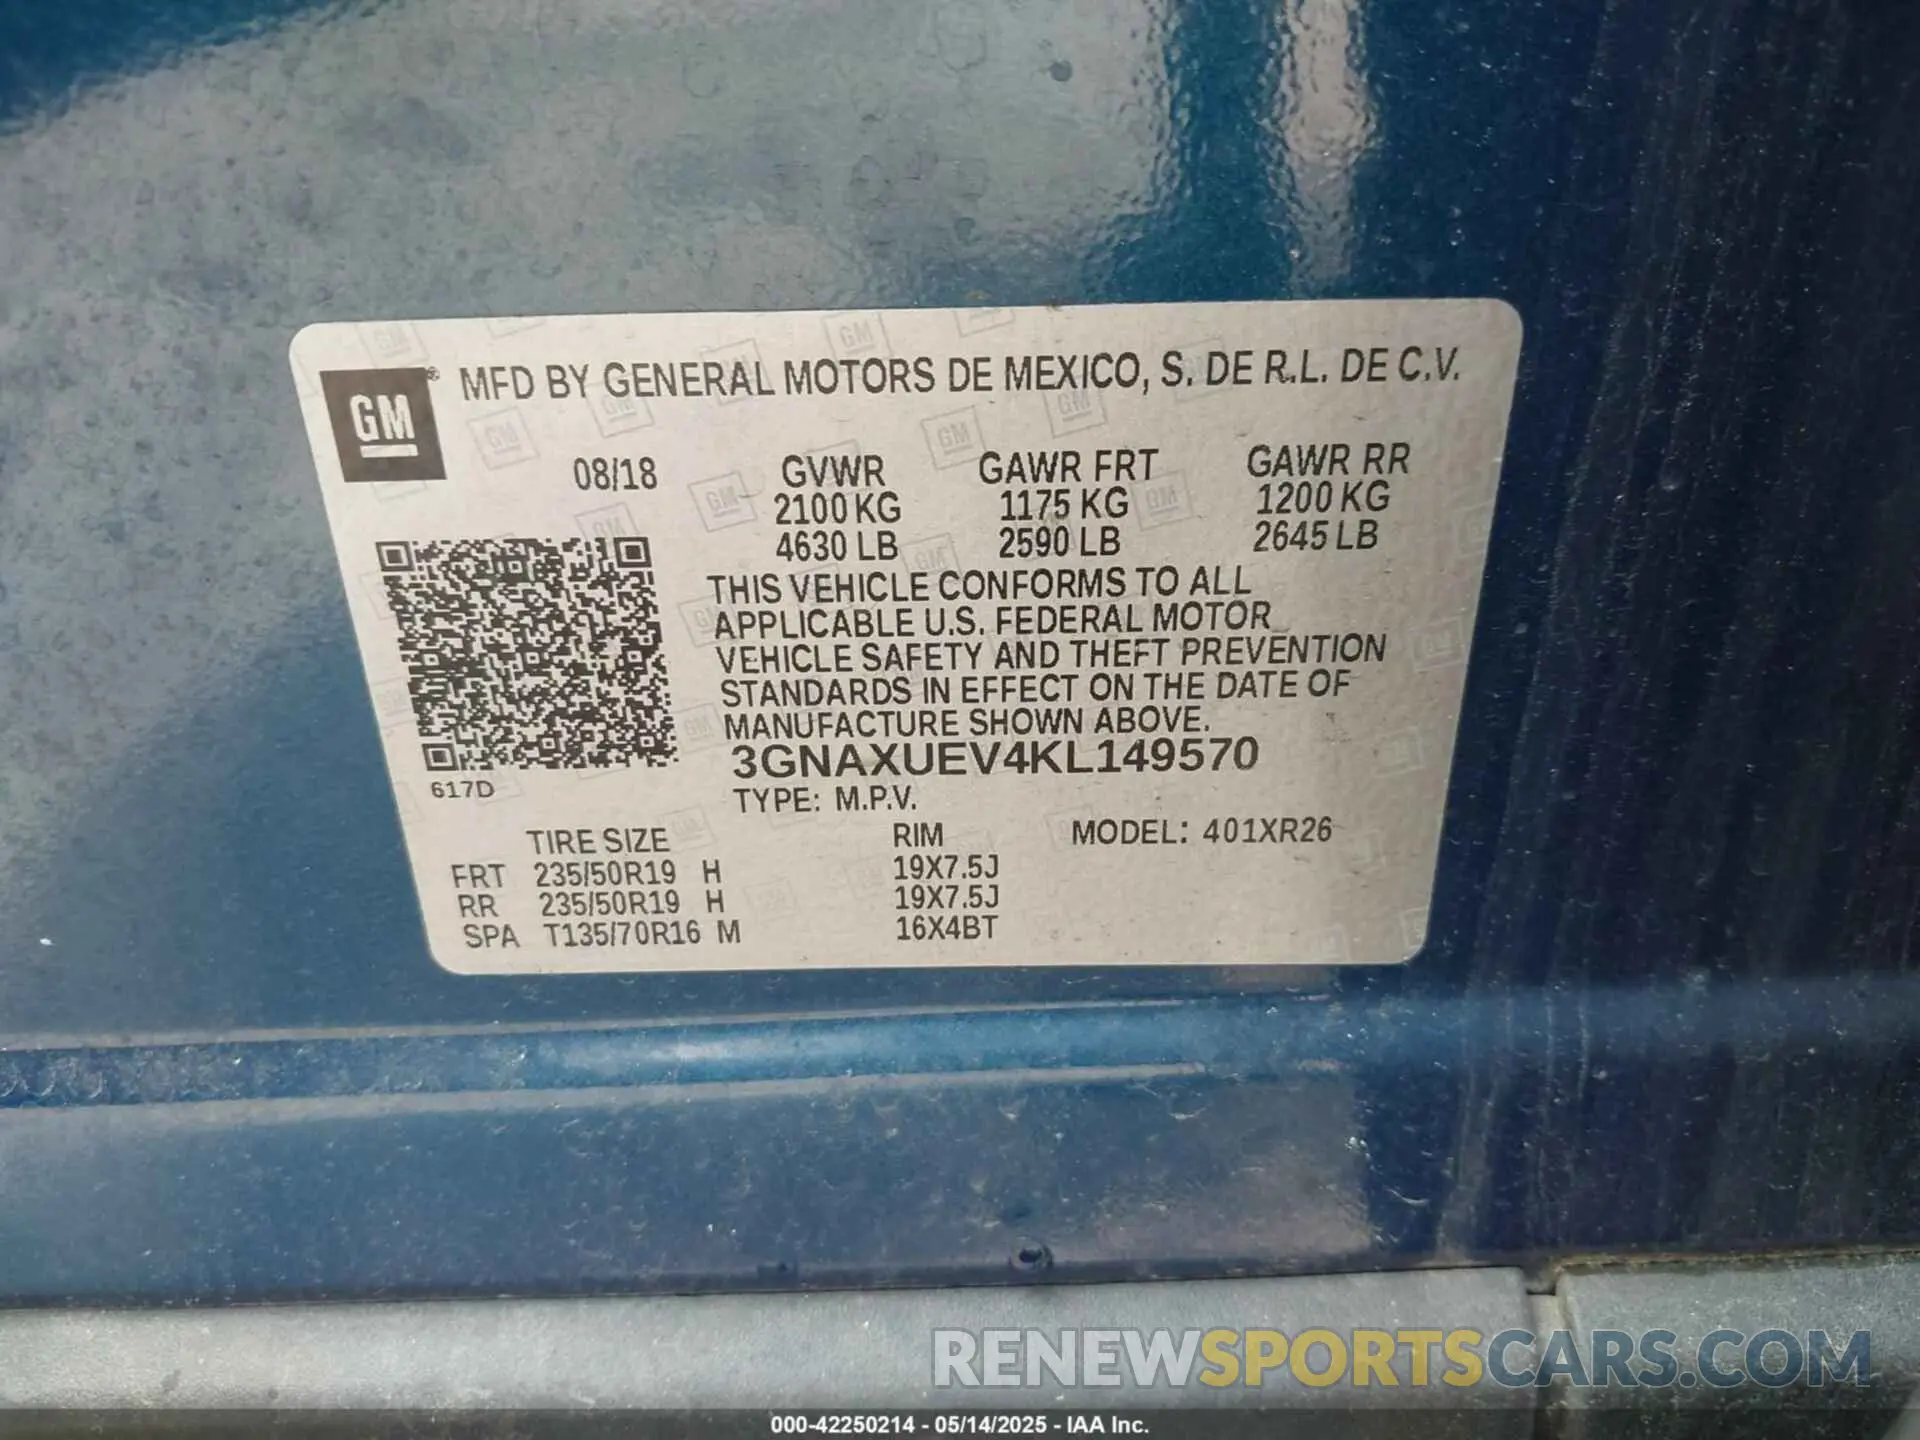 GM® MFD BY GENERAL MOTORS DE MEXICO, S. DE R.L. DE C.V.
08/18 GVWR GAWR FRT GAWR RR
2100 KG 1175 KG 1200 KG
4630 LB 2590 LB 2645 LB
THIS VEHICLE CONFORMS TO ALL
APPLICABLE U.S. FEDERAL MOTOR
VEHICLE SAFETY AND THEFT PREVENTION
STANDARDS IN EFFECT ON THE DATE OF
MANUFACTURE SHOWN ABOVE.
3GNAXUEV4KL149570
617D
TYPE: M.P.V.
TIRE SIZE RIM MODEL: 401XR26
FRT 235/50R19 H 19X7.5J
RR 235/50R19 H 19X7.5J
SPA T135/70R16 M 16X4BT
RENEWSPORTSCARS.COM
000-42250214 - 05/14/2025 - IAA Inc.